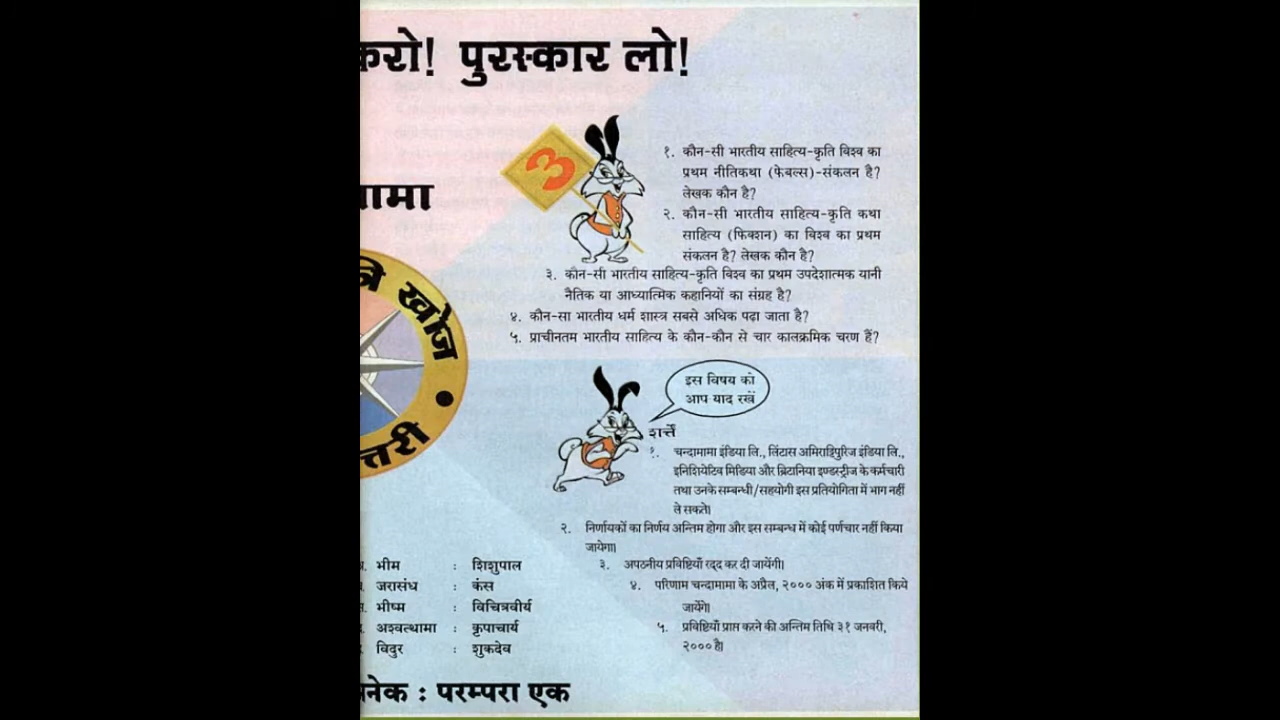 करो! पुरस्कार लो!
३
१. कौन-सी भारतीय साहित्य-कृति विश्व का
प्रथम नीतिकथा (फेबल्स)-संकलन है?
लेखक कौन है?
२. कौन-सी भारतीय साहित्य-कृति कथा
साहित्य (फिक्शन) का विश्व का प्रथम
संकलन है? लेखक कौन है?
३. कौन-सी भारतीय साहित्य-कृति विश्व का प्रथम उपदेशात्मक यानी
नैतिक या आध्यात्मिक कहानियों का संग्रह है?
४. कौन-सा भारतीय धर्म शास्त्र सबसे अधिक पढ़ा जाता है?
५. प्राचीनतम भारतीय साहित्य के कौन-कौन से चार कालक्रमिक चरण हैं?
ामा
खोज
त्तरी
इस विषय को
आप याद रखें
शर्त्तें
१. चन्दामामा इंडिया लि., लिंटास अमिराडिपुरिज इंडिया लि.,
इनिशियेटिव मिडिया और ब्रिटानिया इण्डस्ट्रीज के कर्मचारी
तथा उनके सम्बन्धी/सहयोगी इस प्रतियोगिता में भाग नहीं
ले सकते।
२. निर्णायकों का निर्णय अन्तिम होगा और इस सम्बन्ध में कोई पर्णचार नहीं किया
जायेगा।
३. अपठनीय प्रविष्टियाँ रद्द कर दी जायेंगी।
४. परिणाम चन्दामामा के अप्रैल, २००० अंक में प्रकाशित किये
जायेंगे।
५. प्रविष्टियाँ प्राप्त करने की अन्तिम तिथि ३१ जनवरी,
२००० है।
भीम : शिशुपाल
जरासंध : कंस
भीष्म : विचित्रवीर्य
अश्वत्थामा : कृपाचार्य
विदुर : शुकदेव
नेक : परम्परा एक